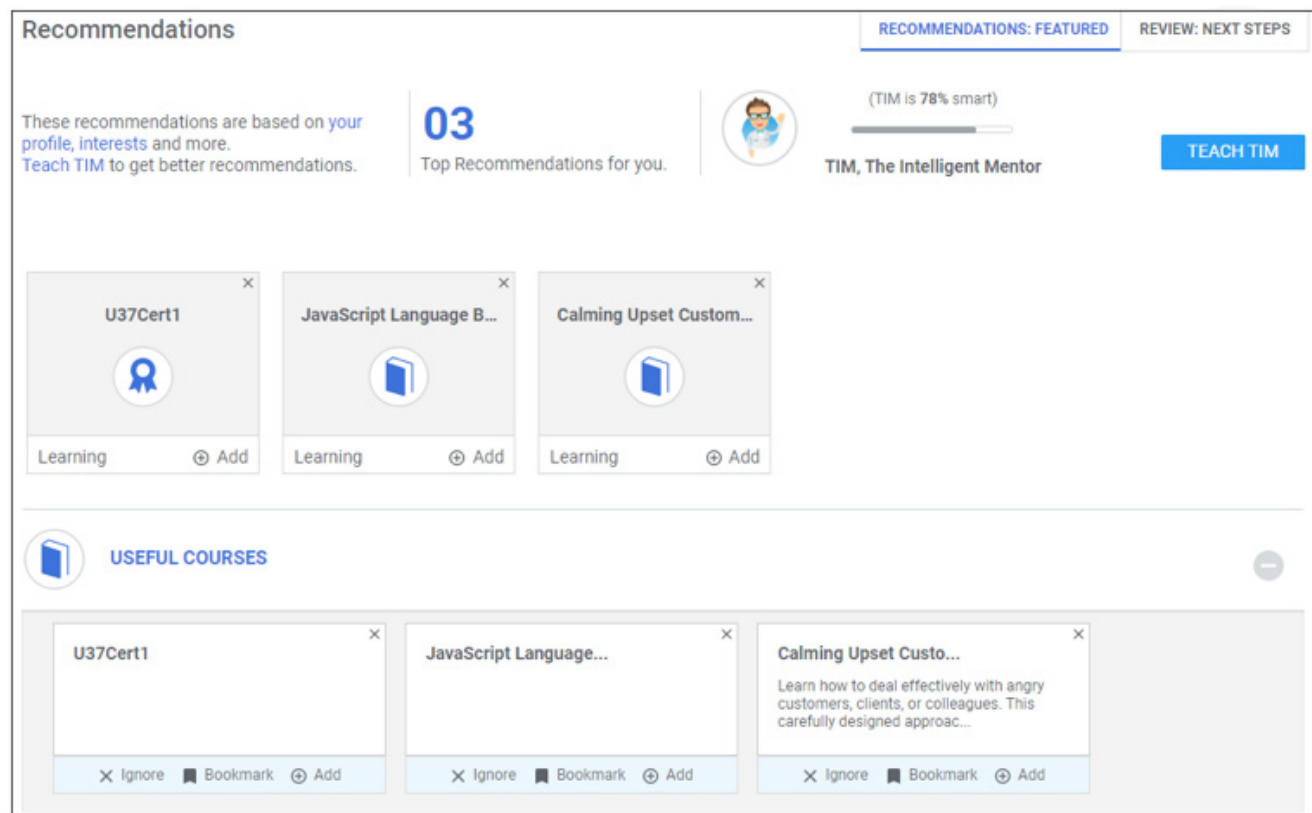 Recommendations
RECOMMENDATIONS: FEATURED
REVIEW: NEXT STEPS
These recommendations are based on your
profile, interests and more.
Teach TIM to get better recommendations.
03
Top Recommendations for you.
(TIM is 78% smart)
TIM, The Intelligent Mentor
TEACH TIM
U37Cert1
Learning
Add
JavaScript Language B...
Learning
Add
Calming Upset Custom...
Learning
Add
USEFUL COURSES
U37Cert1
Ignore Bookmark Add
JavaScript Language...
Ignore Bookmark Add
Calming Upset Custo...
Learn how to deal effectively with angry
customers, clients, or colleagues. This
carefully designed approac...
Ignore Bookmark Add